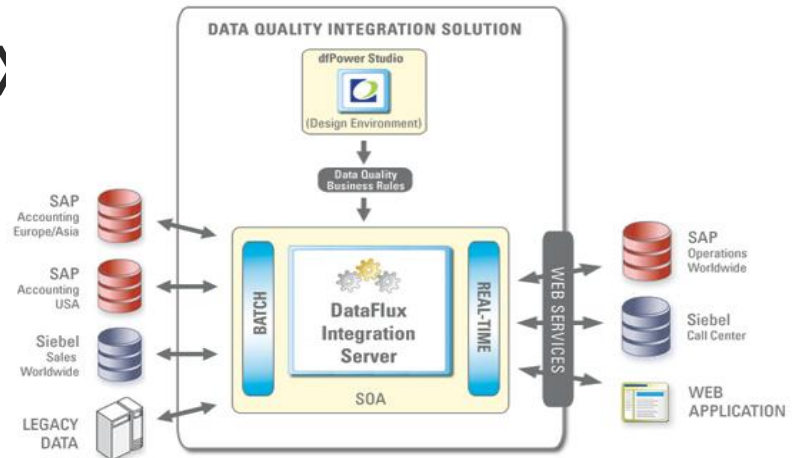 DATA QUALITY INTEGRATION SOLUTION
dfPower Studio
(Design Environment)
Data Quality
Business Rules
SAP
Accounting
Europe/Asia
SAP
Accounting
USA
Siebel
Sales
Worldwide
LEGACY
DATA
BATCH
DataFlux
Integration
Server
REAL-TIME
SOA
WEB SERVICES
SAP
Operations
Worldwide
Siebel
Call Center
WEB
APPLICATION